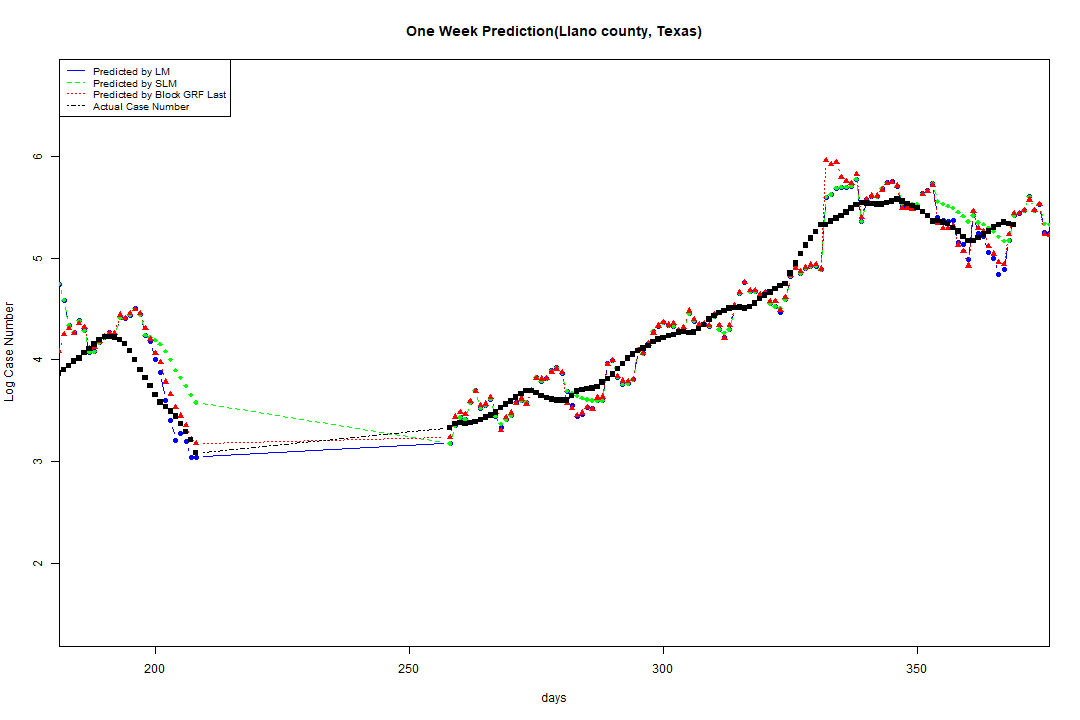 One Week Prediction(Llano county, Texas)
Predicted by LM
Predicted by SLM
Predicted by Block GRF Last
Actual Case Number
6
5
4
3
2
Log Case Number
200 250 300 350
days